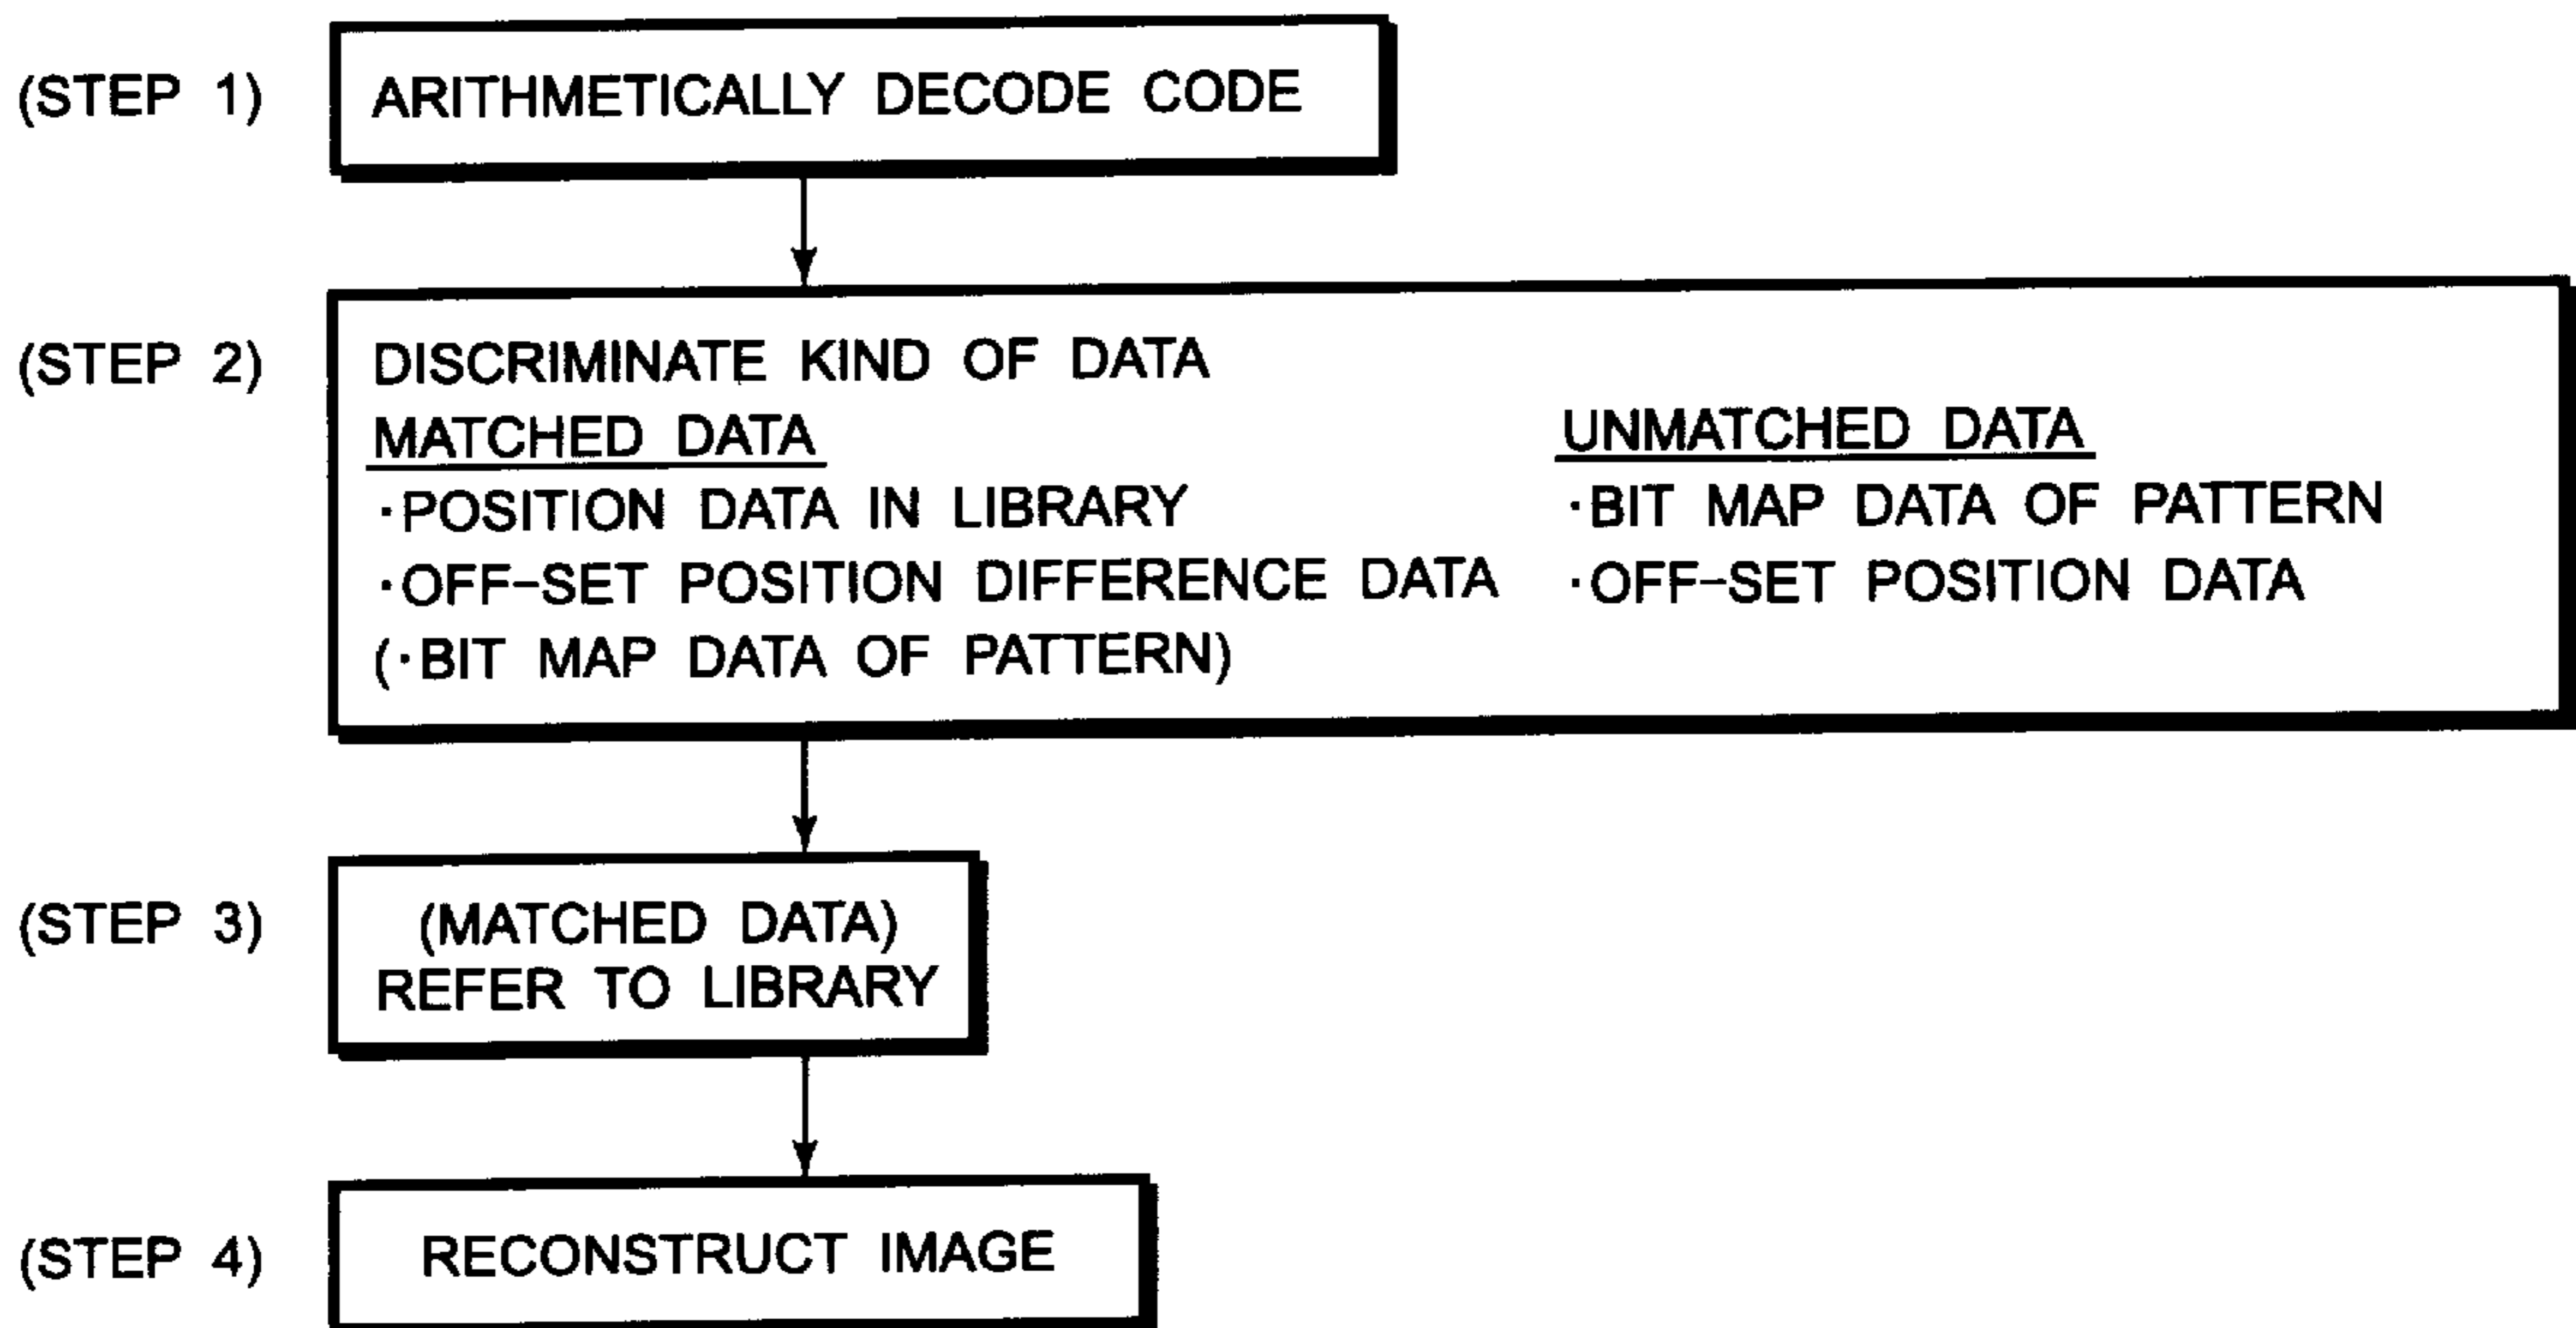 (STEP 1) ARITHMETICALLY DECODE CODE
(STEP 2) DISCRIMINATE KIND OF DATA
MATCHED DATA
·POSITION DATA IN LIBRARY
·OFF-SET POSITION DIFFERENCE DATA
(·BIT MAP DATA OF PATTERN)
UNMATCHED DATA
·BIT MAP DATA OF PATTERN
·OFF-SET POSITION DATA
(STEP 3) (MATCHED DATA)
REFER TO LIBRARY
(STEP 4) RECONSTRUCT IMAGE